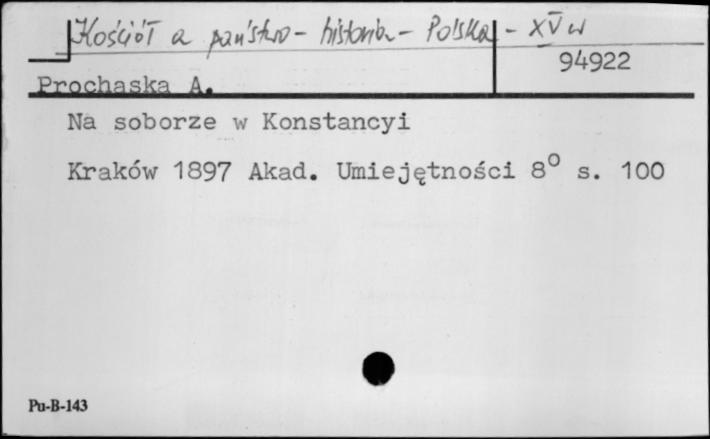 Kościół a państwo - historia - Polska - XV w
94922
Prochaska A.
Na soborze w Konstancyi
Kraków 1897 Akad. Umiejętności 8° s. 100
Pu-B-143